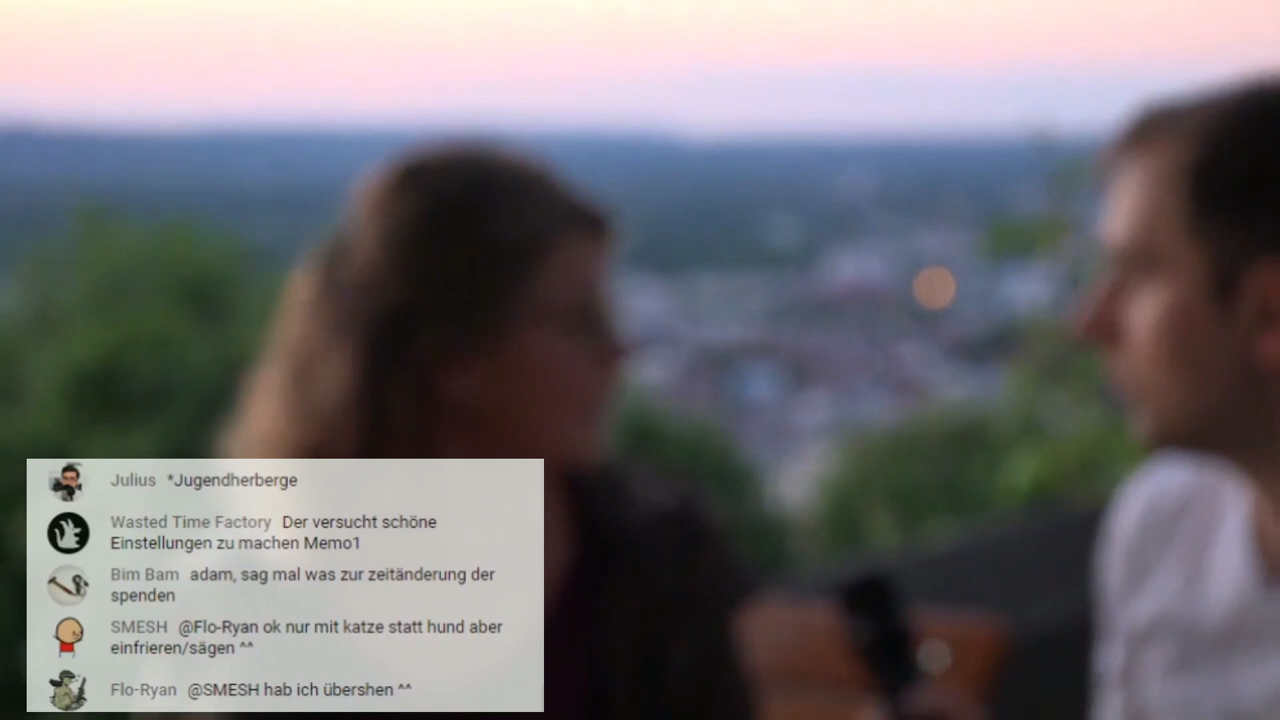 Julius *Jugendherberge
Wasted Time Factory Der versucht schöne
Einstellungen zu machen Memo1
Bim Bam adam, sag mal was zur zeitänderung der
spenden
SMESH @Flo-Ryan ok nur mit katze statt hund aber
einfrieren/sägen ^^
Flo-Ryan @SMESH hab ich übershen ^^